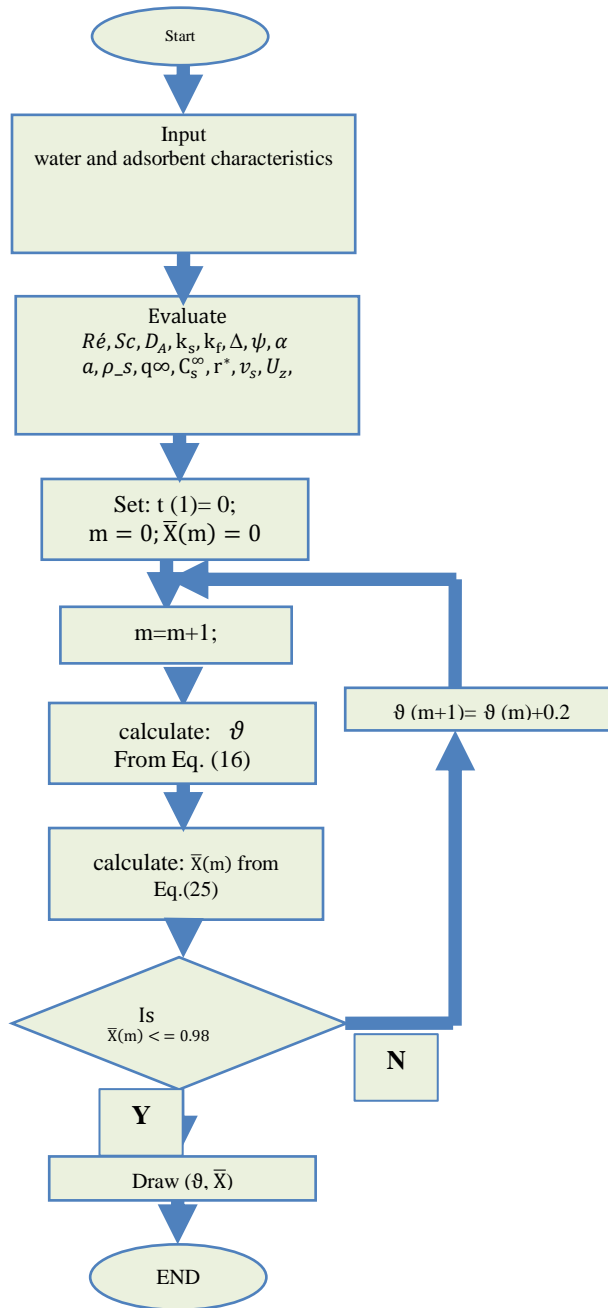 Start
Input
water and adsorbent characteristics
Evaluate
Ré, Sc, D_A, k_s, k_f, Δ, ψ, α
a, ρ_s, q∞, C_s^∞, r*, v_s, U_z,
Set: t (1)= 0;
m = 0; X̅(m) = 0
m=m+1;
calculate: ϑ
From Eq. (16)
ϑ (m+1)= ϑ (m)+0.2
calculate: X̅(m) from
Eq.(25)
Is
X̅(m) <= 0.98
N
Y
Draw (ϑ, X̅)
END